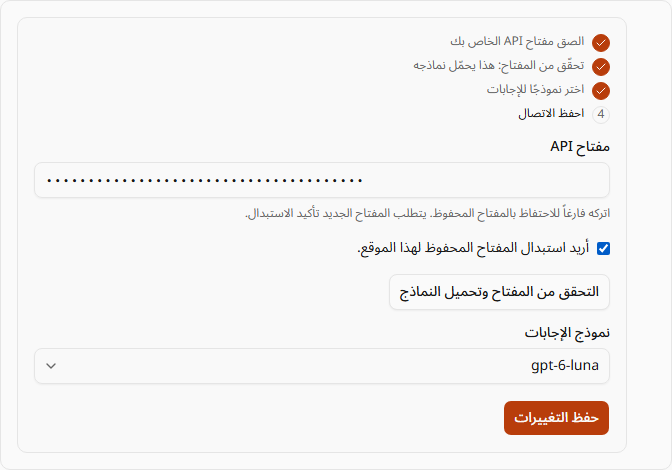 الصق مفتاح API الخاص بك
تحقّق من المفتاح: هذا يحمّل نماذجه
اختر نموذجًا للإجابات
4 احفظ الاتصال
مفتاح API
••••••••••••••••••••••••••••••••••••••
اتركه فارغاً للاحتفاظ بالمفتاح المحفوظ. يتطلب المفتاح الجديد تأكيد الاستبدال.
أريد استبدال المفتاح المحفوظ لهذا الموقع.
التحقق من المفتاح وتحميل النماذج
نموذج الإجابات
gpt-6-luna
حفظ التغييرات